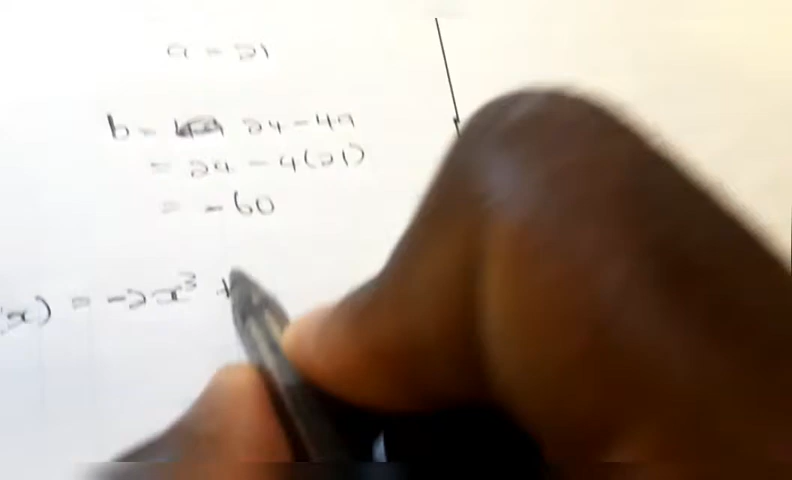 a = 21
b = 24 - 4a
= 24 - 4(21)
= - 60
(x) = -2x³ +